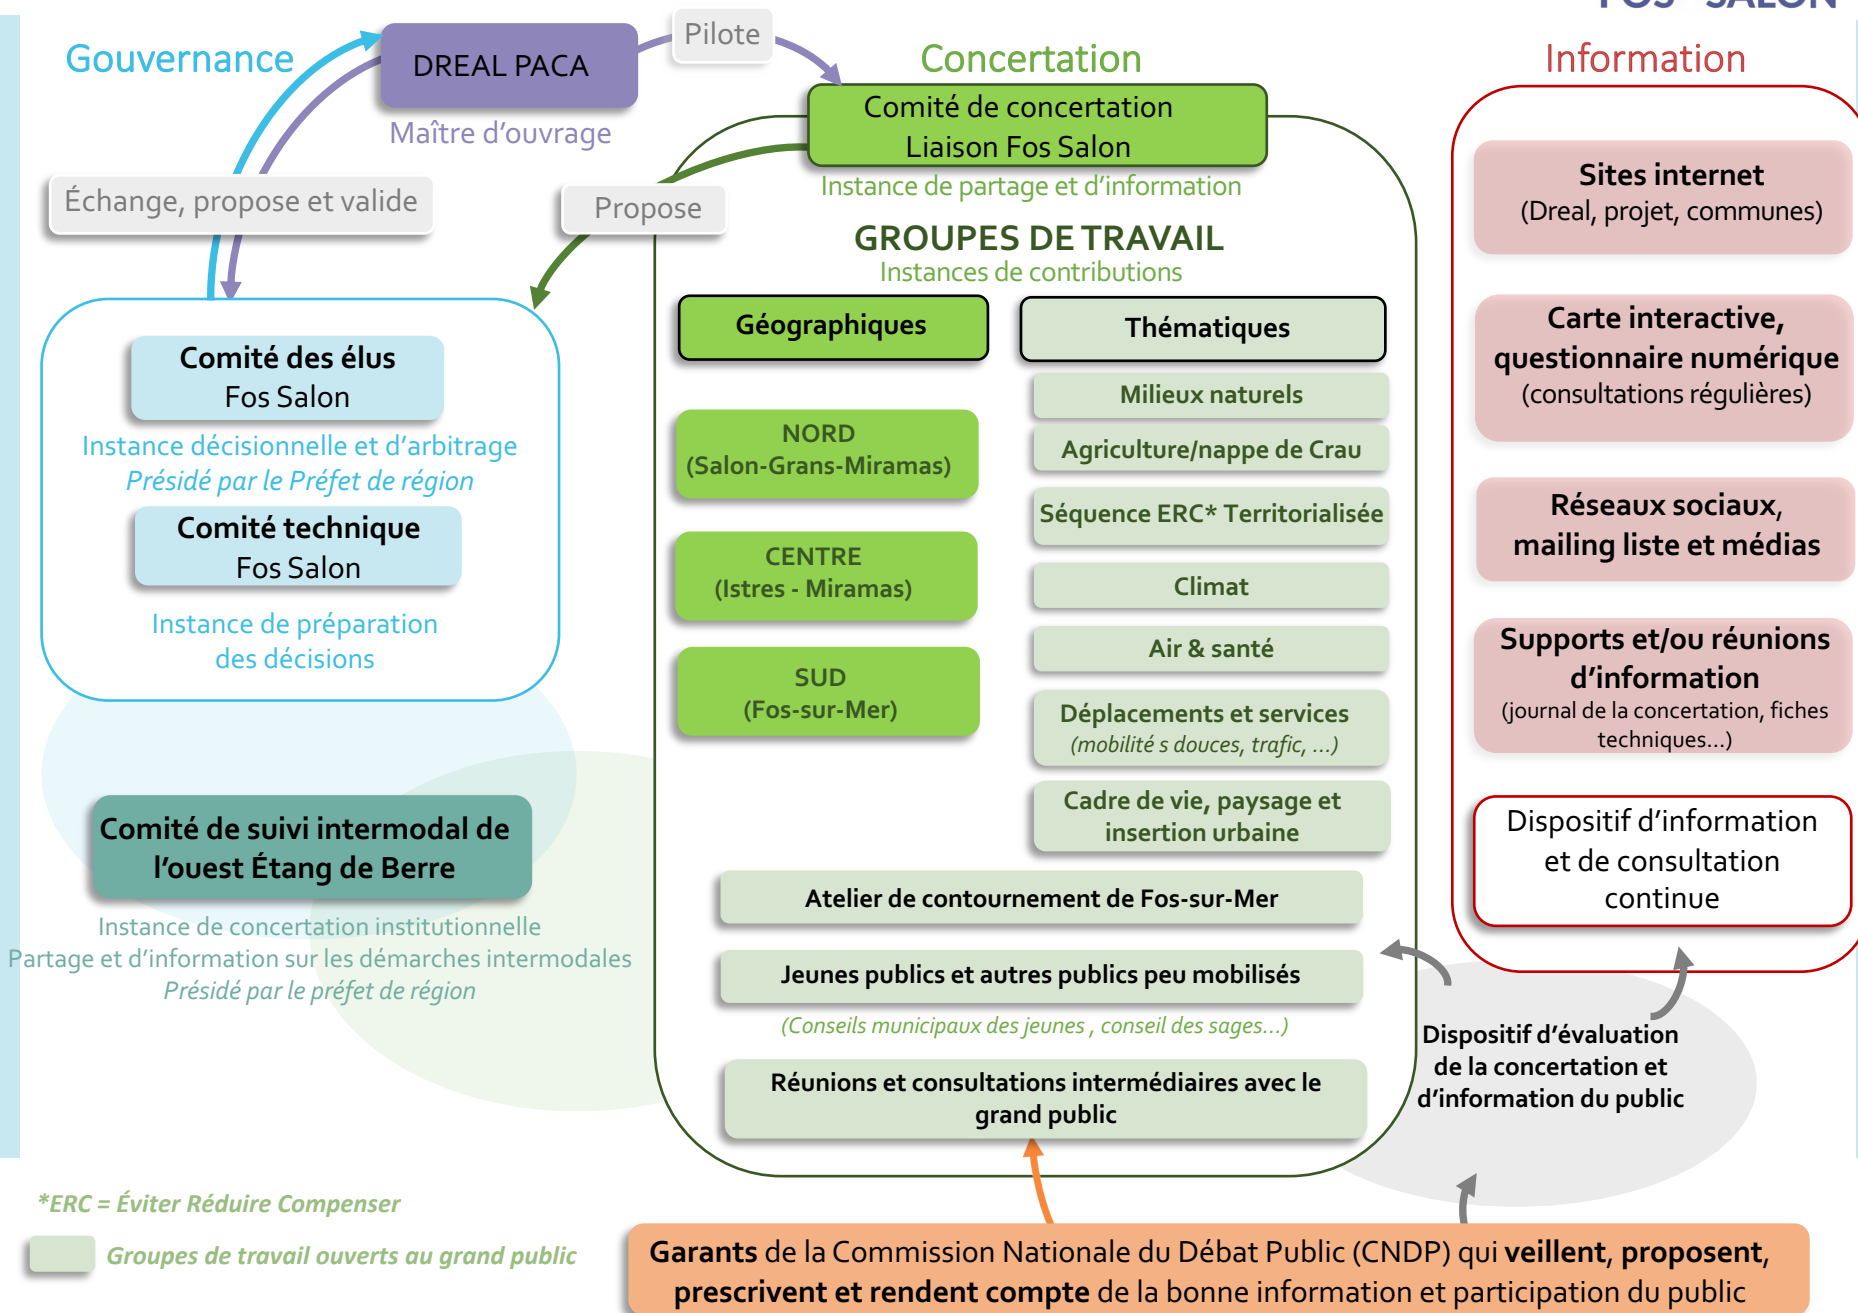 FOS SALON
Gouvernance
DREAL PACA
Maître d'ouvrage
Pilote
Échange, propose et valide
Propose
Comité des élus
Fos Salon
Instance décisionnelle et d'arbitrage
Présidé par le Préfet de région
Comité technique
Fos Salon
Instance de préparation
des décisions
Comité de suivi intermodal de
l'ouest Étang de Berre
Instance de concertation institutionnelle
Partage et d'information sur les démarches intermodales
Présidé par le préfet de région
Concertation
Comité de concertation
Liaison Fos Salon
Instance de partage et d'information
GROUPES DE TRAVAIL
Instances de contributions
Géographiques
NORD
(Salon-Grans-Miramas)
CENTRE
(Istres - Miramas)
SUD
(Fos-sur-Mer)
Thématiques
Milieux naturels
Agriculture/nappe de Crau
Séquence ERC* Territorialisée
Climat
Air & santé
Déplacements et services
(mobilité s douces, trafic, ...)
Cadre de vie, paysage et
insertion urbaine
Atelier de contournement de Fos-sur-Mer
Jeunes publics et autres publics peu mobilisés
(Conseils municipaux des jeunes , conseil des sages...)
Réunions et consultations intermédiaires avec le
grand public
Information
Sites internet
(Dreal, projet, communes)
Carte interactive,
questionnaire numérique
(consultations régulières)
Réseaux sociaux,
mailing liste et médias
Supports et/ou réunions
d'information
(journal de la concertation, fiches
techniques...)
Dispositif d'information
et de consultation
continue
Dispositif d'évaluation
de la concertation et
d'information du public
*ERC = Éviter Réduire Compenser
Groupes de travail ouverts au grand public
Garants de la Commission Nationale du Débat Public (CNDP) qui veillent, proposent,
prescrivent et rendent compte de la bonne information et participation du public